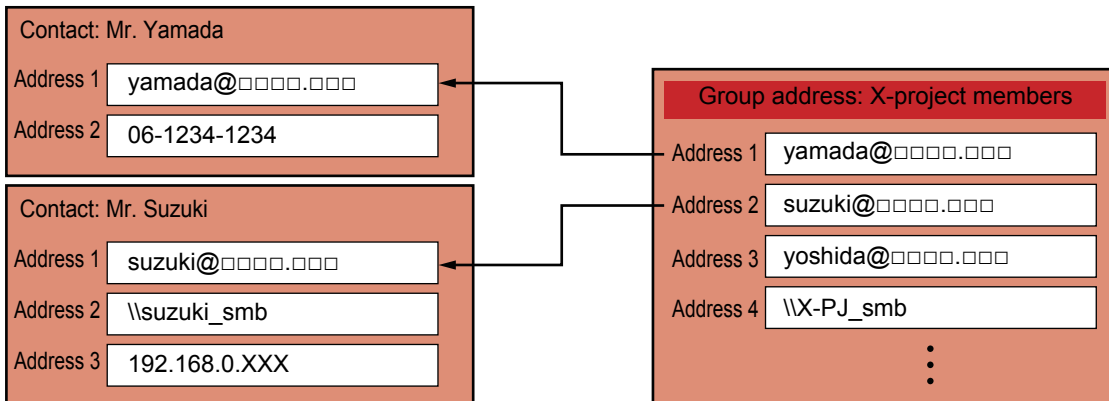 Contact: Mr. Yamada
Address 1 yamada@□□□□.□□□
Address 2 06-1234-1234
Contact: Mr. Suzuki
Address 1 suzuki@□□□□.□□□
Address 2 \\suzuki_smb
Address 3 192.168.0.XXX
Group address: X-project members
Address 1 yamada@□□□□.□□□
Address 2 suzuki@□□□□.□□□
Address 3 yoshida@□□□□.□□□
Address 4 \\X-PJ_smb